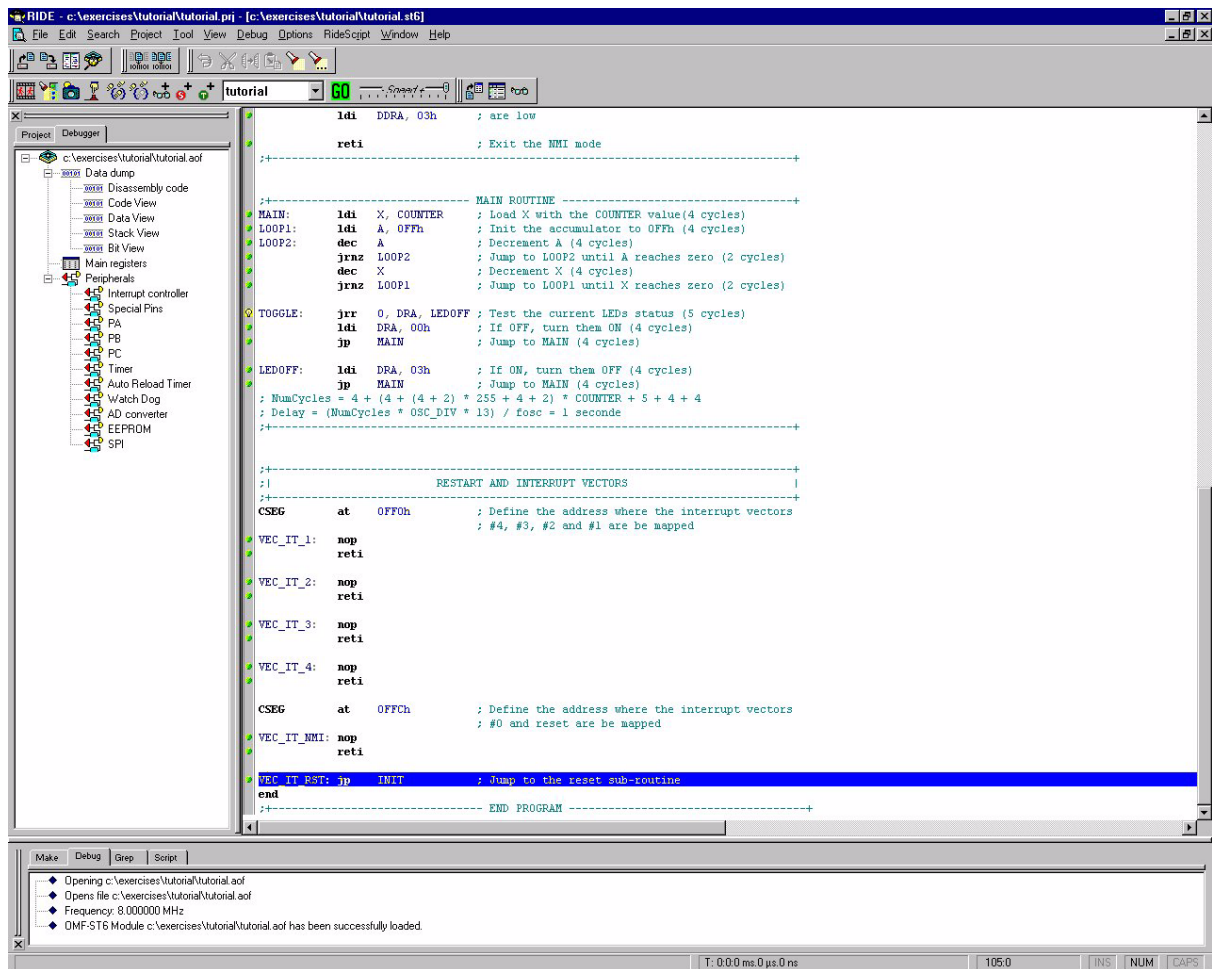 RIDE - c:\exercises\tutorial\tutorial.prj - [c:\exercises\tutorial\tutorial.st6]
File Edit Search Project Tool View Debug Options RideScript Window Help
tutorial GO Speed
Project Debugger
c:\exercises\tutorial\tutorial.aof
Data dump
Disassembly code
Code View
Data View
Stack View
Bit View
Main registers
Peripherals
Interrupt controller
Special Pins
PA
PB
PC
Timer
Auto Reload Timer
Watch Dog
AD converter
EEPROM
SPI
ldi DDRA, 03h ; are low
reti ; Exit the NMI mode
;+-------------------------------------------------------------------------------+
;+------------------------------ MAIN ROUTINE -----------------------------------+
MAIN: ldi X, COUNTER ; Load X with the COUNTER value(4 cycles)
LOOP1: ldi A, 0FFh ; Init the accumulator to 0FFh (4 cycles)
LOOP2: dec A ; Decrement A (4 cycles)
jrnz LOOP2 ; Jump to LOOP2 until A reaches zero (2 cycles)
dec X ; Decrement X (4 cycles)
jrnz LOOP1 ; Jump to LOOP1 until X reaches zero (2 cycles)
TOGGLE: jrr 0, DRA, LEDOFF ; Test the current LEDs status (5 cycles)
ldi DRA, 00h ; If OFF, turn them ON (4 cycles)
jp MAIN ; Jump to MAIN (4 cycles)
LEDOFF: ldi DRA, 03h ; If ON, turn them OFF (4 cycles)
jp MAIN ; Jump to MAIN (4 cycles)
; NumCycles = 4 + (4 + (4 + 2) * 255 + 4 + 2) * COUNTER + 5 + 4 + 4
; Delay = (NumCycles * OSC_DIV * 13) / fosc = 1 seconde
;+-------------------------------------------------------------------------------+
;+-------------------------------------------------------------------------------+
;| RESTART AND INTERRUPT VECTORS |
;+-------------------------------------------------------------------------------+
CSEG at 0FF0h ; Define the address where the interrupt vectors
; #4, #3, #2 and #1 are be mapped
VEC_IT_1: nop
reti
VEC_IT_2: nop
reti
VEC_IT_3: nop
reti
VEC_IT_4: nop
reti
CSEG at 0FFCh ; Define the address where the interrupt vectors
; #0 and reset are be mapped
VEC_IT_NMI: nop
reti
VEC_IT_RST: jp INIT ; Jump to the reset sub-routine
end
;+-------------------------------- END PROGRAM ------------------------------------+
Make Debug Grep Script
Opening c:\exercises\tutorial\tutorial.aof
Opens file c:\exercises\tutorial\tutorial.aof
Frequency: 8.000000 MHz
OMF-ST6 Module c:\exercises\tutorial\tutorial.aof has been successfully loaded.
T: 0:0:0 ms.0 µs.0 ns 105:0 INS NUM CAPS